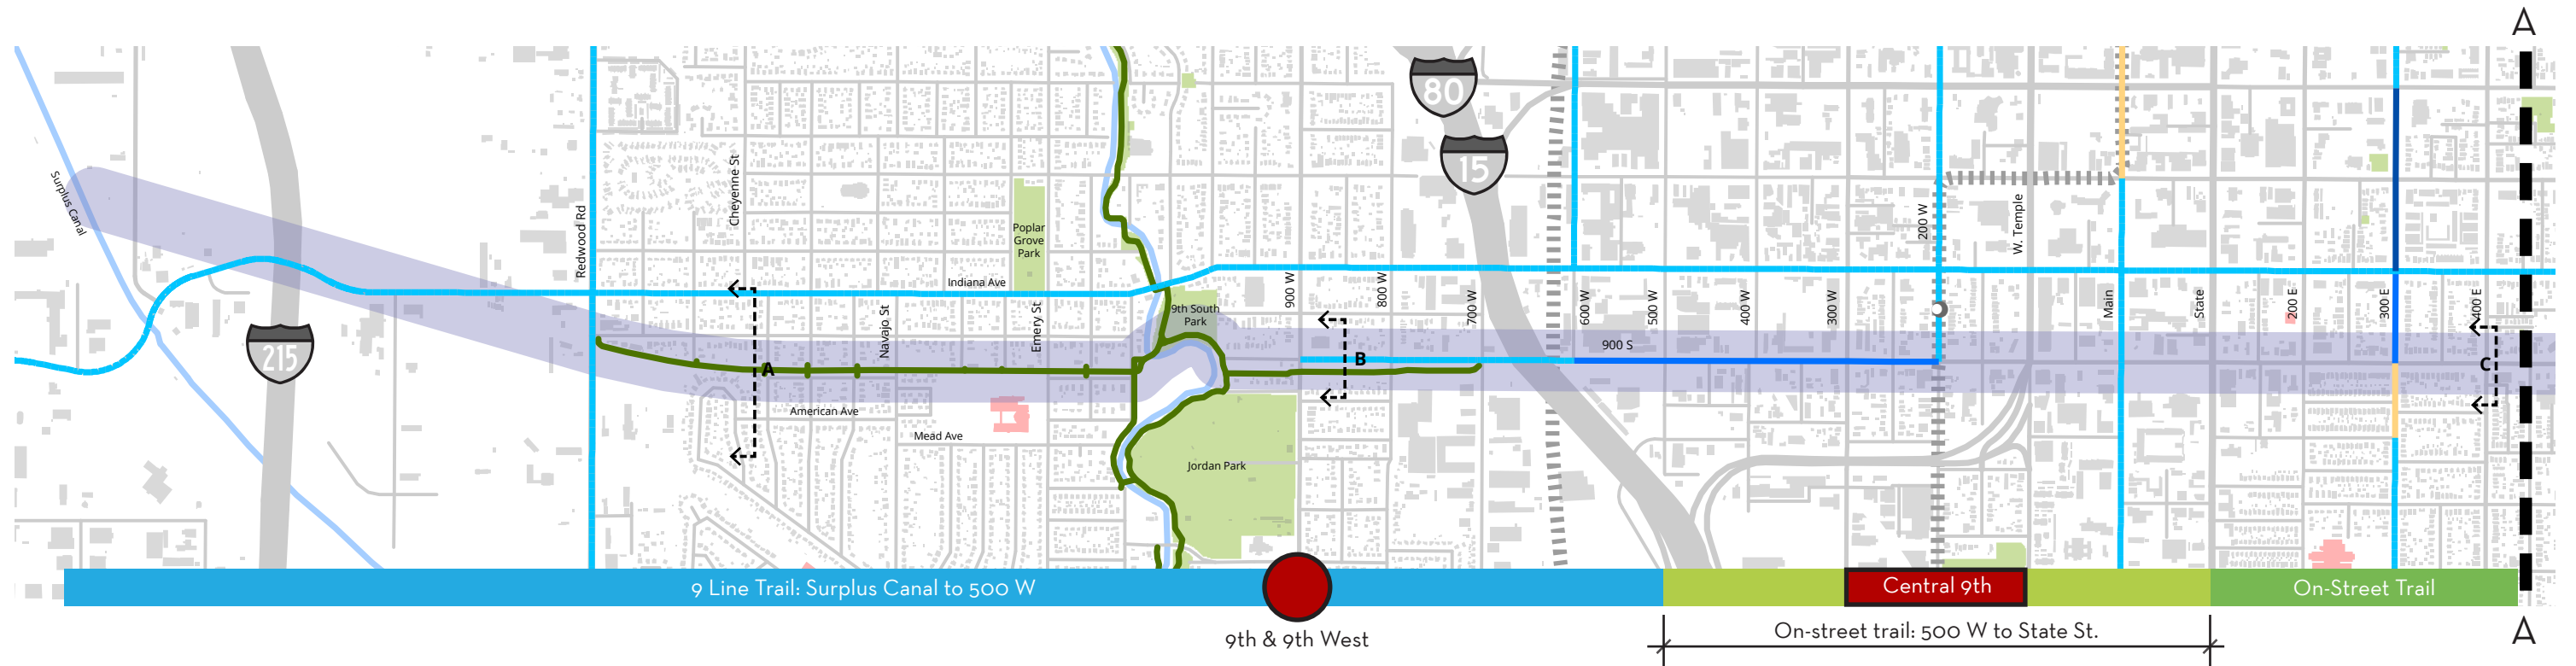 A
80
15
215
Surplus Canal
Redwood Rd
Cheyenne St
Poplar
Grove
Park
Indiana Ave
Navajo St
Emery St
9th South
Park
900 W
800 W
700 W
600 W
500 W
400 W
300 W
200 W
W. Temple
Main
State
200 E
300 E
400 E
900 S
A
B
C
American Ave
Mead Ave
Jordan Park
9 Line Trail: Surplus Canal to 500 W
Central 9th
On-Street Trail
9th & 9th West
On-street trail: 500 W to State St.
A